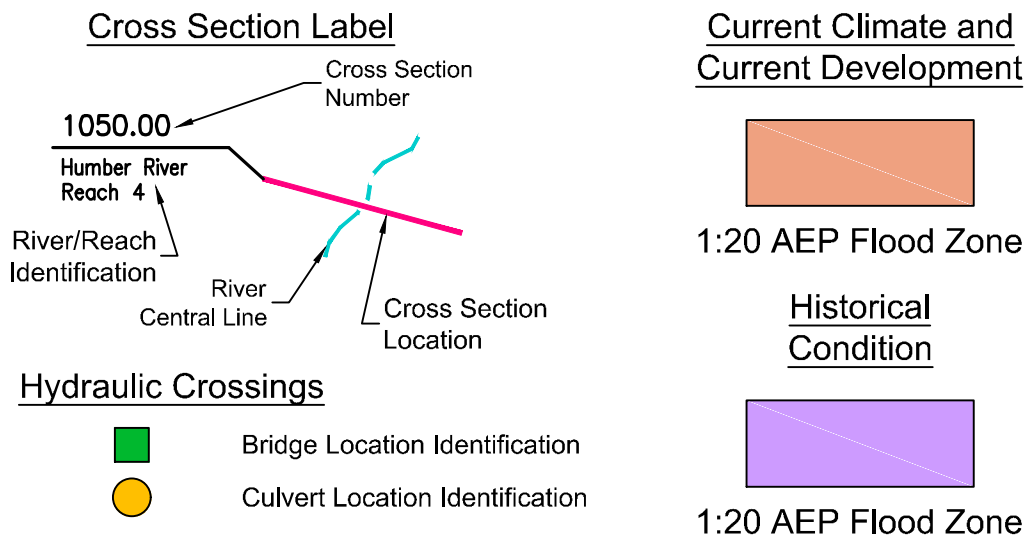 Cross Section Label
Cross Section
Number
1050.00
Humber River
Reach 4
River/Reach
Identification
River
Central Line
Cross Section
Location
Hydraulic Crossings
Bridge Location Identification
Culvert Location Identification
Current Climate and
Current Development
1:20 AEP Flood Zone
Historical
Condition
1:20 AEP Flood Zone